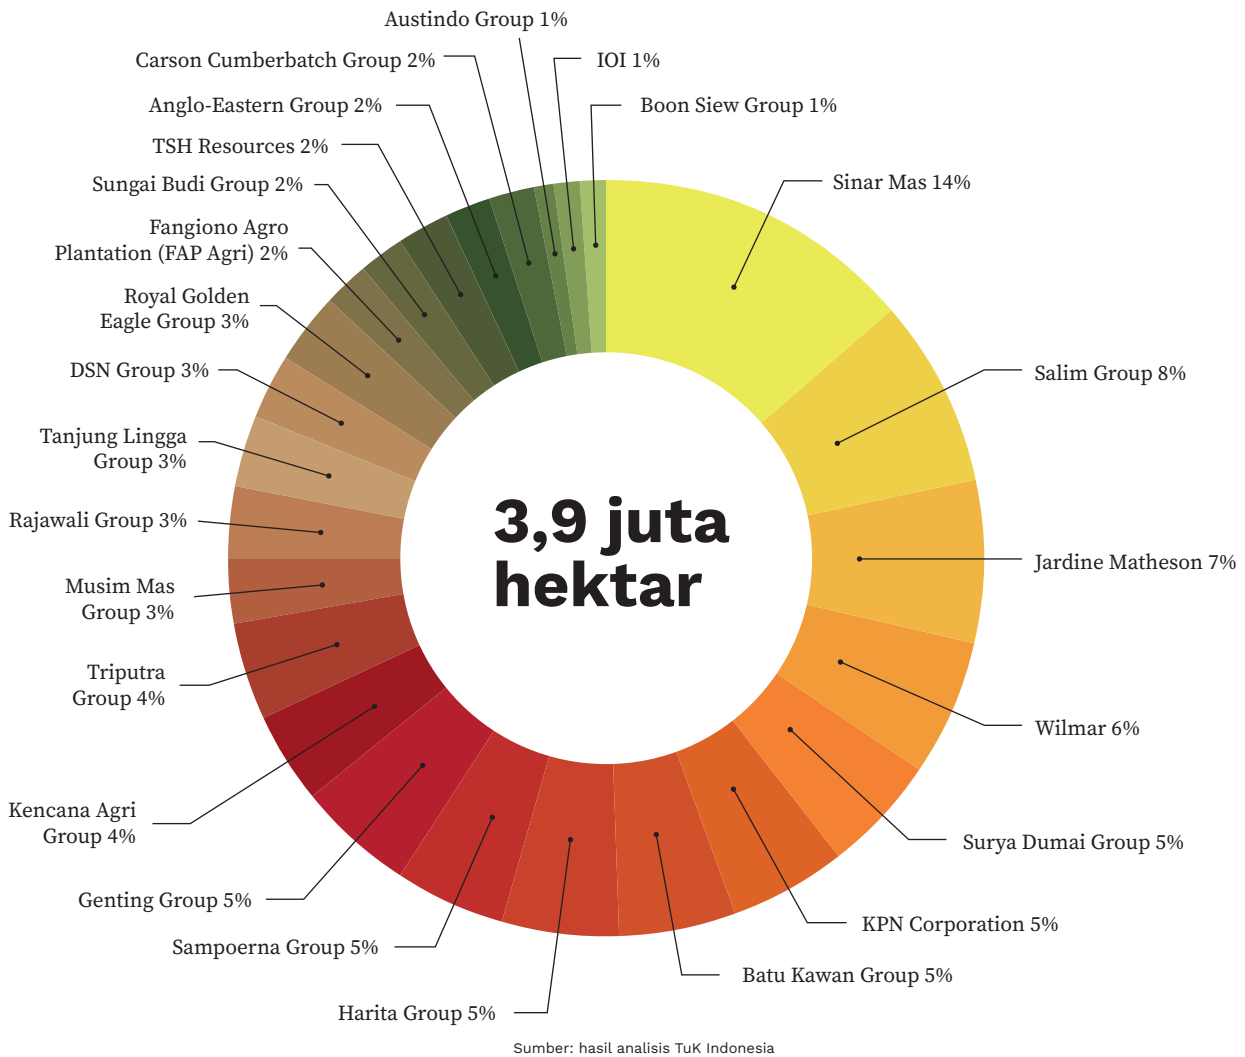 Austindo Group 1%
Carson Cumberbatch Group 2%
IOI 1%
Anglo-Eastern Group 2%
Boon Siew Group 1%
TSH Resources 2%
Sungai Budi Group 2%
Sinar Mas 14%
Fangiono Agro
Plantation (FAP Agri) 2%
Royal Golden
Eagle Group 3%
DSN Group 3%
Salim Group 8%
Tanjung Lingga
Group 3%
Rajawali Group 3%
3,9 juta
hektar
Jardine Matheson 7%
Musim Mas
Group 3%
Triputra
Group 4%
Wilmar 6%
Kencana Agri
Group 4%
Surya Dumai Group 5%
Genting Group 5%
KPN Corporation 5%
Sampoerna Group 5%
Batu Kawan Group 5%
Harita Group 5%
Sumber: hasil analisis TuK Indonesia